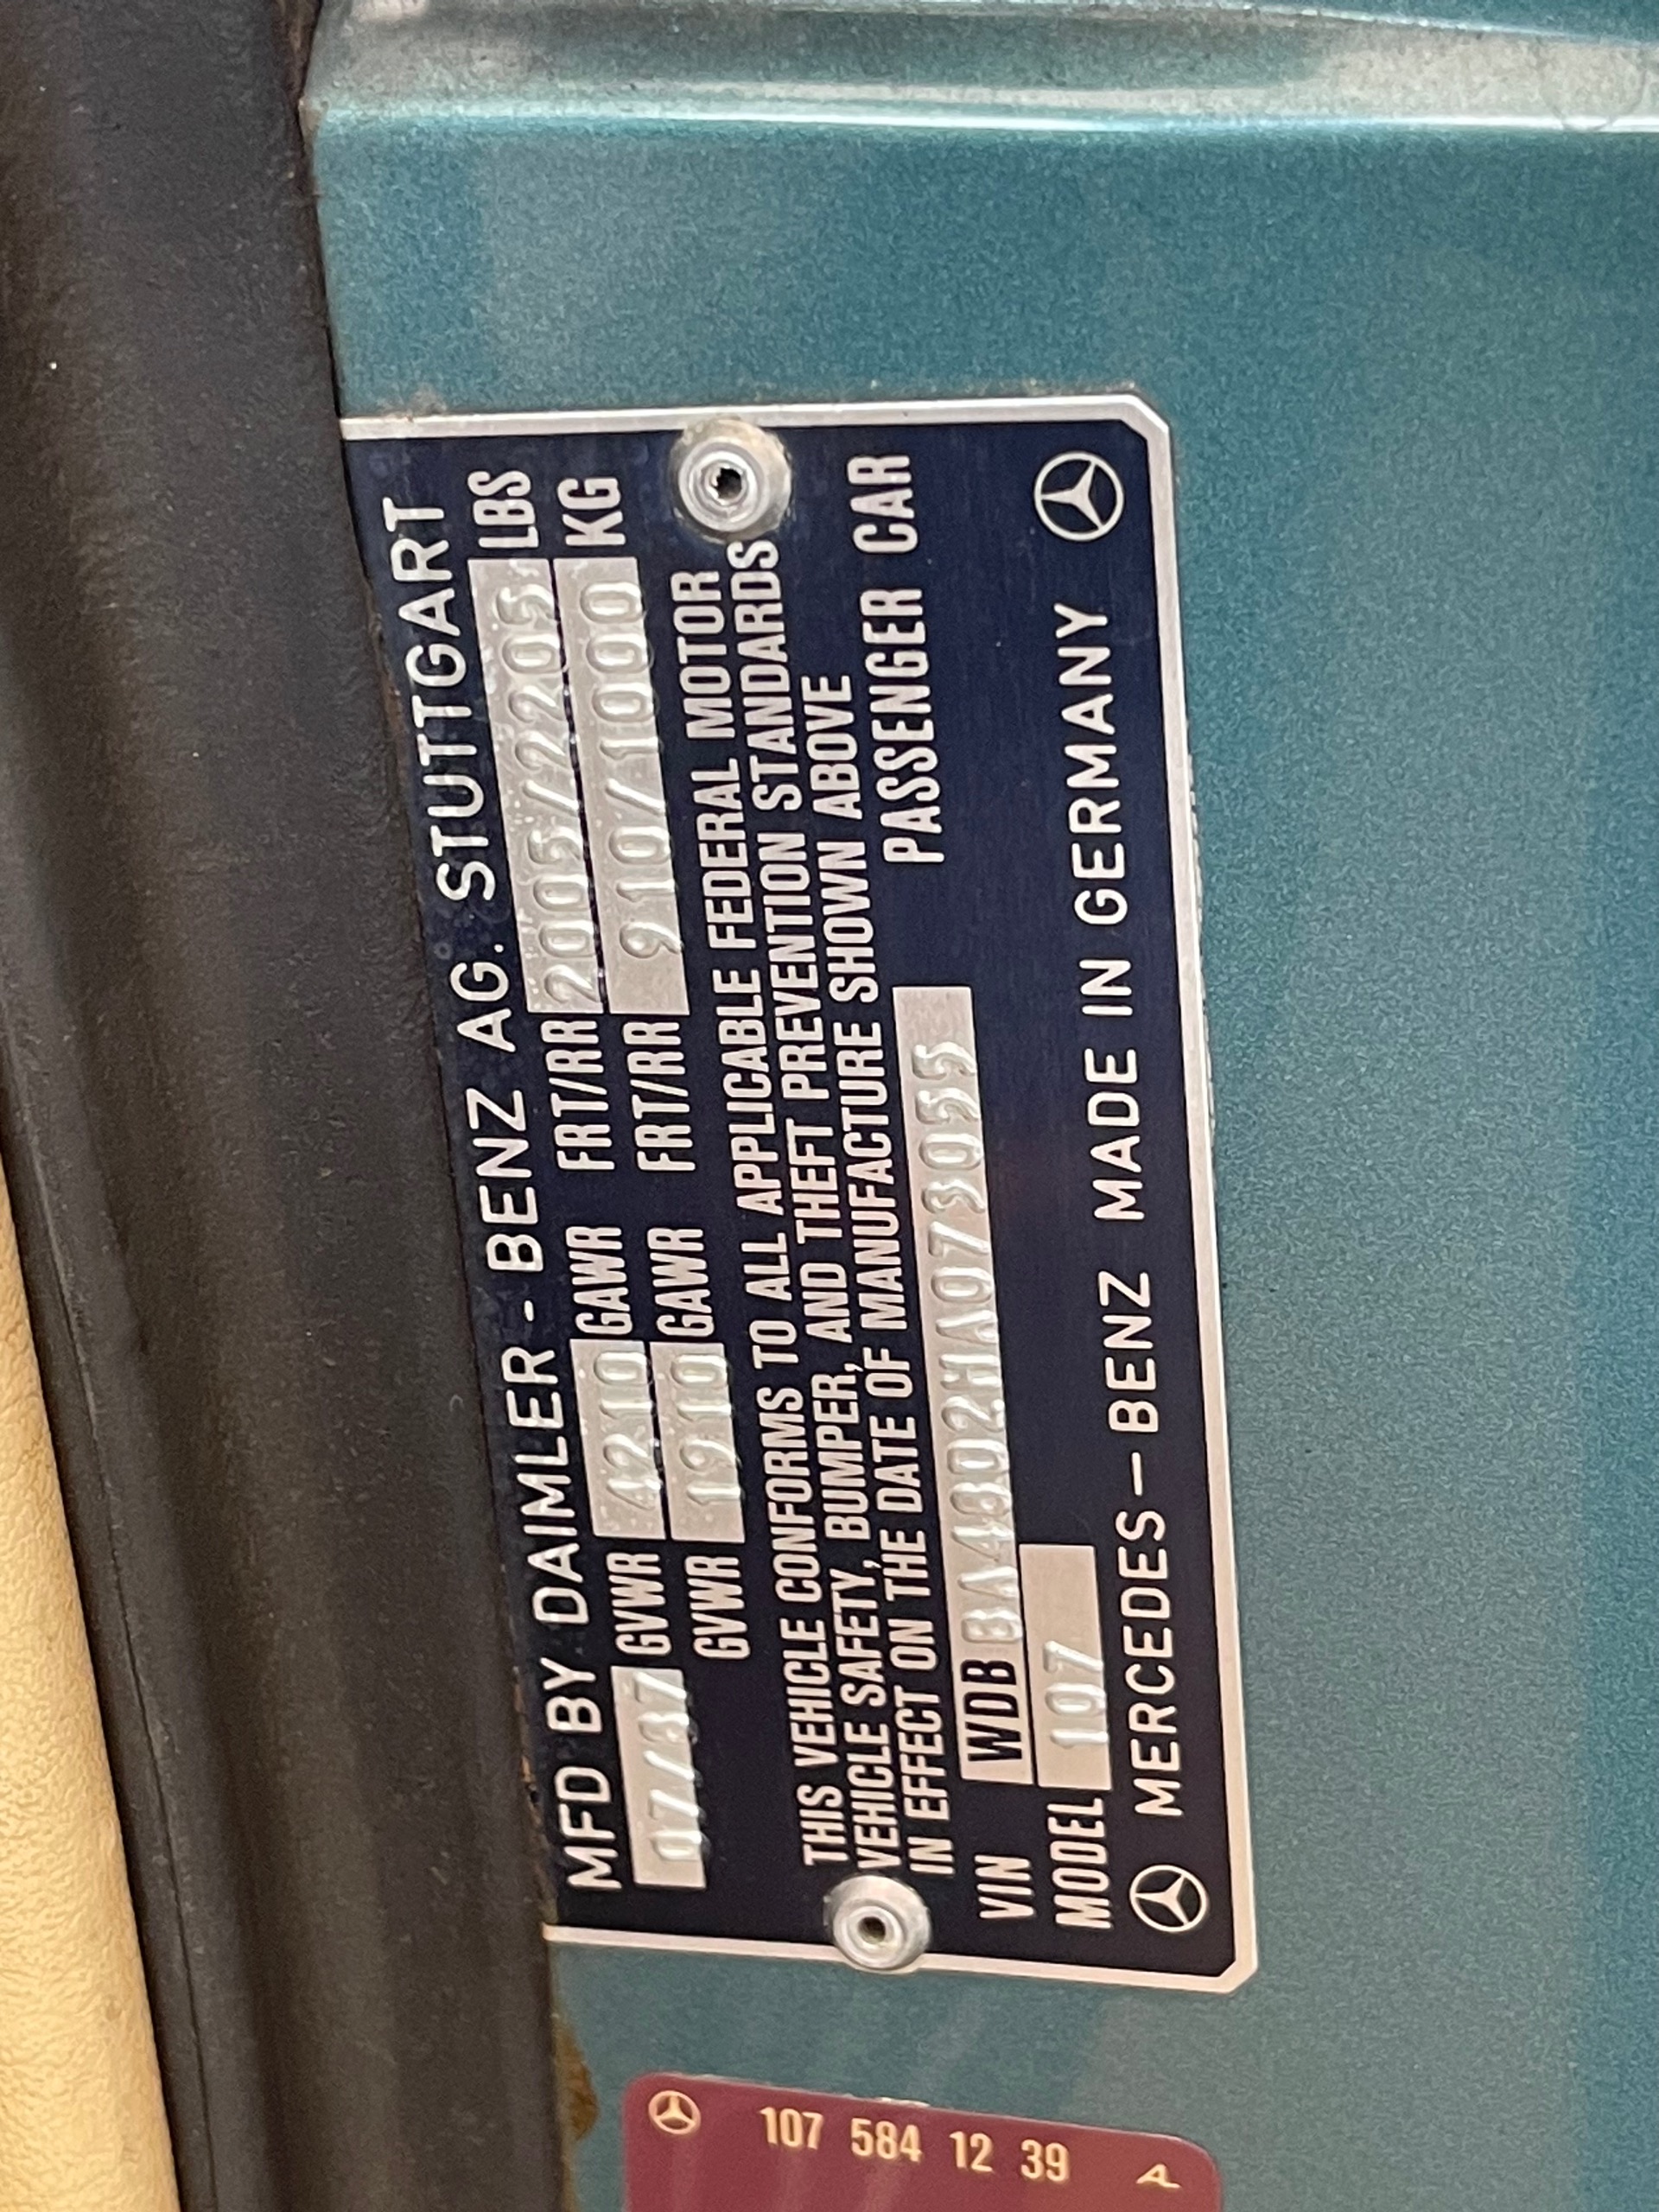 MFD BY DAIMLER - BENZ AG. STUTTGART
07/87 GVWR 4210 GAWR FRT/RR 2005/2205 LBS
GVWR 1910 GAWR FRT/RR 910/1000 KG
THIS VEHICLE CONFORMS TO ALL APPLICABLE FEDERAL MOTOR
VEHICLE SAFETY, BUMPER, AND THEFT PREVENTION STANDARDS
IN EFFECT ON THE DATE OF MANUFACTURE SHOWN ABOVE
VIN WDB BA48D2HA073055 PASSENGER CAR
MODEL 107
MERCEDES-BENZ MADE IN GERMANY
107 584 12 39 A